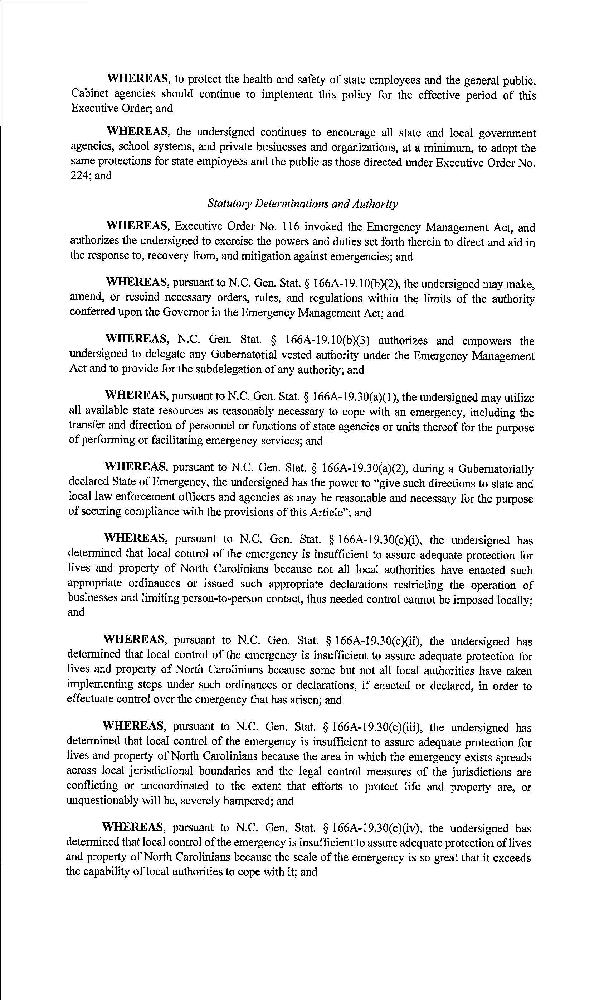 WHEREAS, to protect the health and safety of state employees and the general public,
Cabinet agencies should continue to implement this policy for the effective period of this
Executive Order; and
WHEREAS, the undersigned continues to encourage all state and local government
agencies, school systems, and private businesses and organizations, at a minimum, to adopt the
same protections for state employees and the public as those directed under Executive Order No.
224; and
Statutory Determinations and Authority
WHEREAS, Executive Order No. 116 invoked the Emergency Management Act, and
authorizes the undersigned to exercise the powers and duties set forth therein to direct and aid in
the response to, recovery from, and mitigation against emergencies; and
WHEREAS, pursuant to N.C. Gen. Stat. § 166A-19.10(b)(2), the undersigned may make,
amend, or rescind necessary orders, rules, and regulations within the limits of the authority
conferred upon the Governor in the Emergency Management Act; and
WHEREAS, N.C. Gen. Stat. § 166A-19.10(b)(3) authorizes and empowers the
undersigned to delegate any Gubernatorial vested authority under the Emergency Management
Act and to provide for the subdelegation of any authority; and
WHEREAS, pursuant to N.C. Gen. Stat. § 166A-19.30(a)(1), the undersigned may utilize
all available state resources as reasonably necessary to cope with an emergency, including the
transfer and direction of personnel or functions of state agencies or units thereof for the purpose
of performing or facilitating emergency services; and
WHEREAS, pursuant to N.C. Gen. Stat. § 166A-19.30(a)(2), during a Gubernatorially
declared State of Emergency, the undersigned has the power to “give such directions to state and
local law enforcement officers and agencies as may be reasonable and necessary for the purpose
of securing compliance with the provisions of this Article”; and
WHEREAS, pursuant to N.C. Gen. Stat. § 166A-19.30(c)(i), the undersigned has
determined that local control of the emergency is insufficient to assure adequate protection for
lives and property of North Carolinians because not all local authorities have enacted such
appropriate ordinances or issued such appropriate declarations restricting the operation of
businesses and limiting person-to-person contact, thus needed control cannot be imposed locally;
and
WHEREAS, pursuant to N.C. Gen. Stat. § 166A-19.30(c)(ii), the undersigned has
determined that local control of the emergency is insufficient to assure adequate protection for
lives and property of North Carolinians because some but not all local authorities have taken
implementing steps under such ordinances or declarations, if enacted or declared, in order to
effectuate control over the emergency that has arisen; and
WHEREAS, pursuant to N.C. Gen. Stat. § 166A-19.30(c)(iii), the undersigned has
determined that local control of the emergency is insufficient to assure adequate protection for
lives and property of North Carolinians because the area in which the emergency exists spreads
across local jurisdictional boundaries and the legal control measures of the jurisdictions are
conflicting or uncoordinated to the extent that efforts to protect life and property are, or
unquestionably will be, severely hampered; and
WHEREAS, pursuant to N.C. Gen. Stat. § 166A-19.30(c)(iv), the undersigned has
determined that local control of the emergency is insufficient to assure adequate protection of lives
and property of North Carolinians because the scale of the emergency is so great that it exceeds
the capability of local authorities to cope with it; and